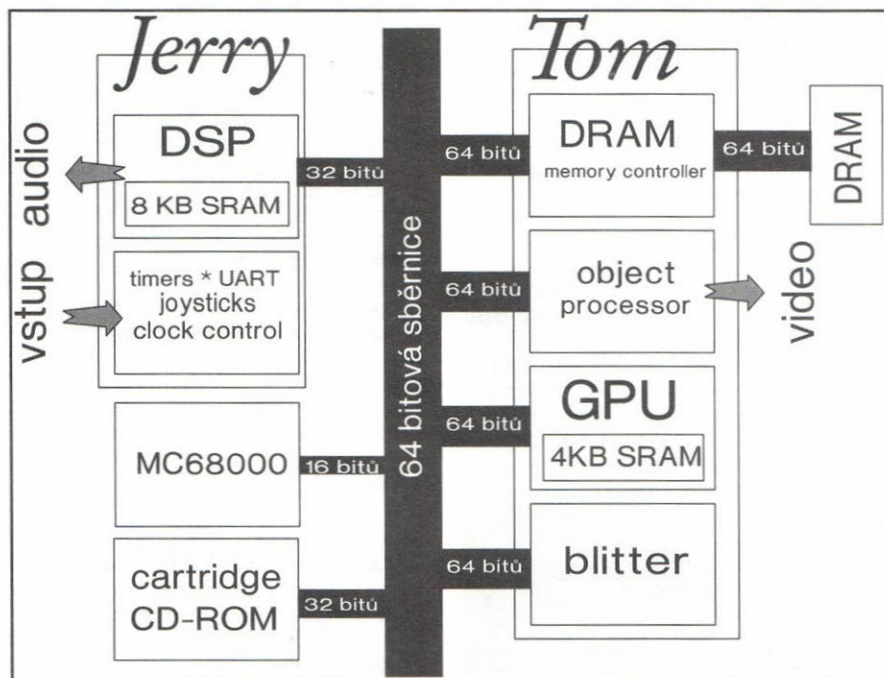 Jerry
audio
DSP
8 KB SRAM
32 bitů
vstup
timers * UART
joysticks
clock control
MC68000
16 bitů
cartridge
CD-ROM
32 bitů
64 bitová sběrnice
Tom
64 bitů
DRAM
memory controller
64 bitů
DRAM
64 bitů
object
processor
video
64 bitů
GPU
4KB SRAM
64 bitů
blitter